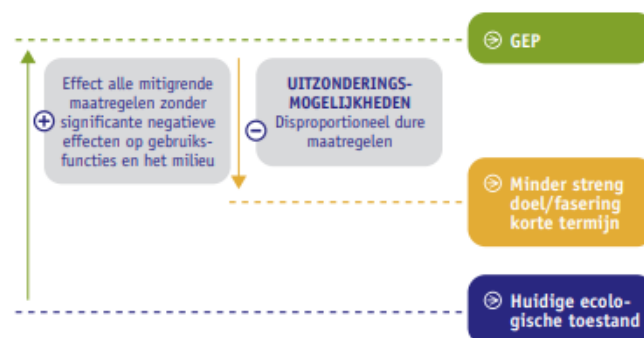 GEP
Effect alle mitigrende
maatregelen zonder
significante negatieve
effecten op gebruiks-
functies en het milieu
UITZONDERINGS-
MOGELIJKHEDEN
Disproportioneel dure
maatregelen
Minder streng
doel/fasering
korte termijn
Huidige ecolo-
gische toestand